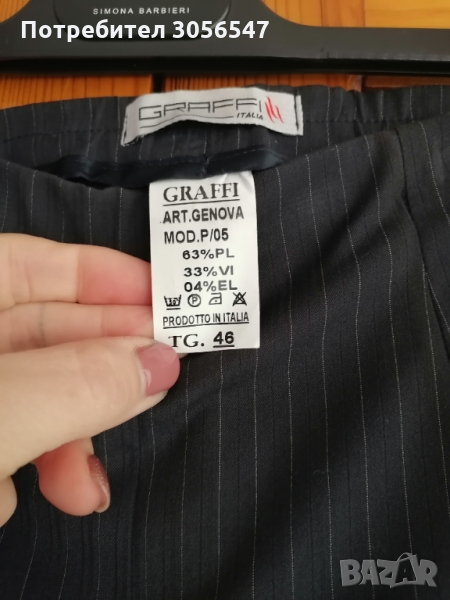 SIMONA BARBIERI
Потребител 3056547
GRAFFI
ITALIA
GRAFFI
ART.GENOVA
MOD.P/05
63%PL
33%VI
04%EL
PRODOTTO IN ITALIA
TG. 46
BAZAR